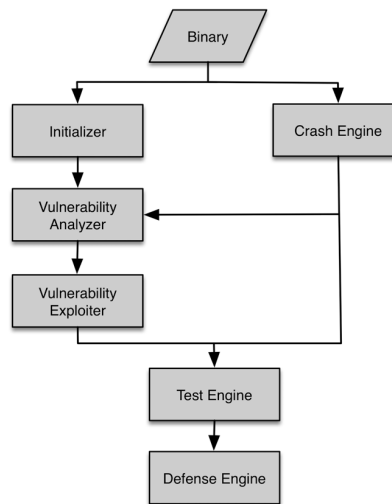 Binary
Initializer
Crash Engine
Vulnerability
Analyzer
Vulnerability
Exploiter
Test Engine
Defense Engine